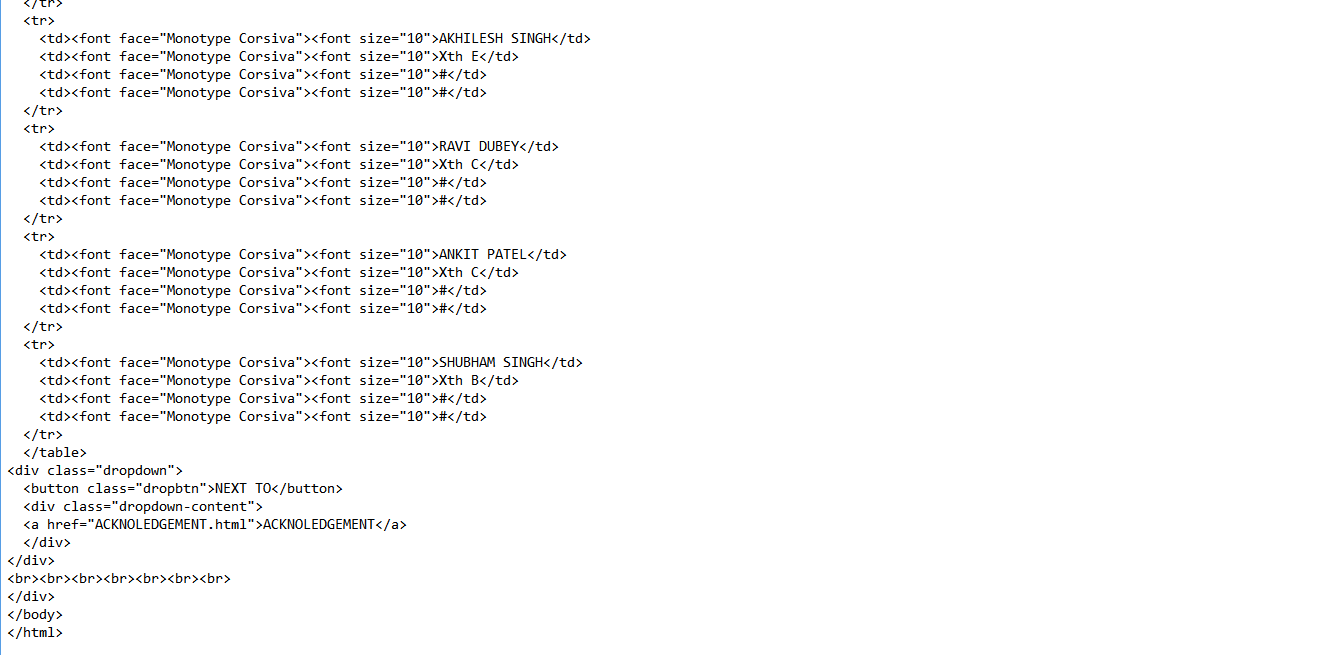 </tr>
  <tr>
    <td><font face="Monotype Corsiva"><font size="10">AKHILESH SINGH</td>
    <td><font face="Monotype Corsiva"><font size="10">Xth E</td>
    <td><font face="Monotype Corsiva"><font size="10">#</td>
    <td><font face="Monotype Corsiva"><font size="10">#</td>
  </tr>
  <tr>
    <td><font face="Monotype Corsiva"><font size="10">RAVI DUBEY</td>
    <td><font face="Monotype Corsiva"><font size="10">Xth C</td>
    <td><font face="Monotype Corsiva"><font size="10">#</td>
    <td><font face="Monotype Corsiva"><font size="10">#</td>
  </tr>
  <tr>
    <td><font face="Monotype Corsiva"><font size="10">ANKIT PATEL</td>
    <td><font face="Monotype Corsiva"><font size="10">Xth C</td>
    <td><font face="Monotype Corsiva"><font size="10">#</td>
    <td><font face="Monotype Corsiva"><font size="10">#</td>
  </tr>
  <tr>
    <td><font face="Monotype Corsiva"><font size="10">SHUBHAM SINGH</td>
    <td><font face="Monotype Corsiva"><font size="10">Xth B</td>
    <td><font face="Monotype Corsiva"><font size="10">#</td>
    <td><font face="Monotype Corsiva"><font size="10">#</td>
  </tr>
  </table>
<div class="dropdown">
  <button class="dropbtn">NEXT TO</button>
  <div class="dropdown-content">
  <a href="ACKNOLEDGEMENT.html">ACKNOLEDGEMENT</a>
  </div>
</div>
<br><br><br><br><br><br><br>
</div>
</body>
</html>